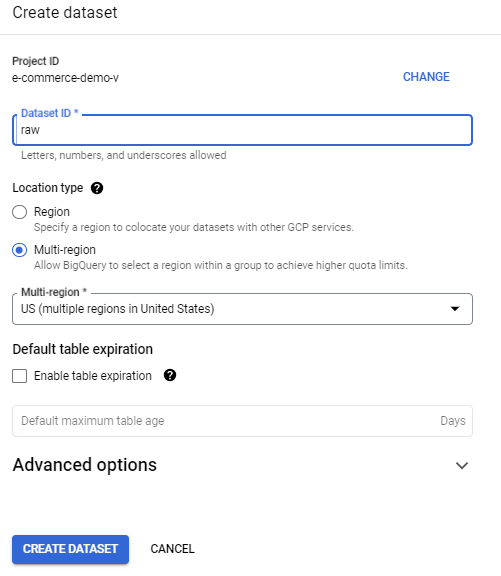 Create dataset
Project ID
e-commerce-demo-v
CHANGE
Dataset ID *
raw
Letters, numbers, and underscores allowed
Location type ?
Region
Specify a region to colocate your datasets with other GCP services.
Multi-region
Allow BigQuery to select a region within a group to achieve higher quota limits.
Multi-region *
US (multiple regions in United States)
Default table expiration
Enable table expiration ?
Default maximum table age Days
Advanced options
CREATE DATASET CANCEL